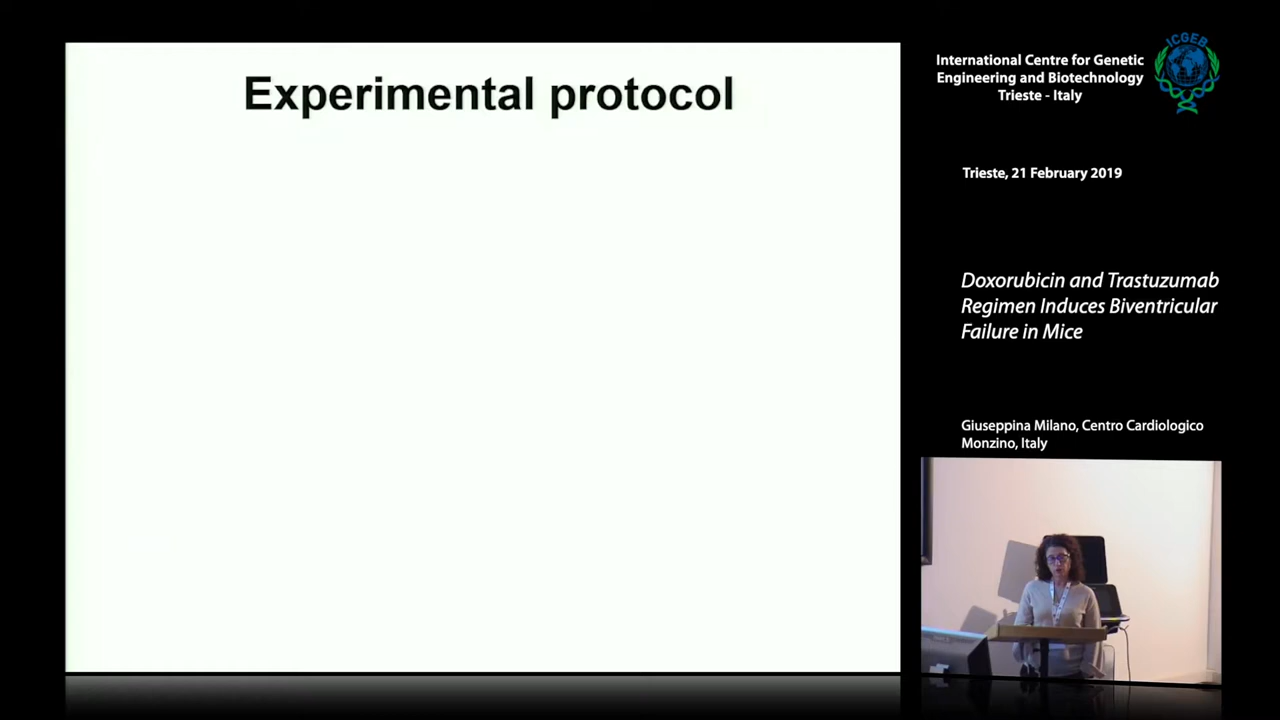 Experimental protocol
International Centre for Genetic
Engineering and Biotechnology
Trieste - Italy
ICGEB
Trieste, 21 February 2019
Doxorubicin and Trastuzumab
Regimen Induces Biventricular
Failure in Mice
Giuseppina Milano, Centro Cardiologico
Monzino, Italy